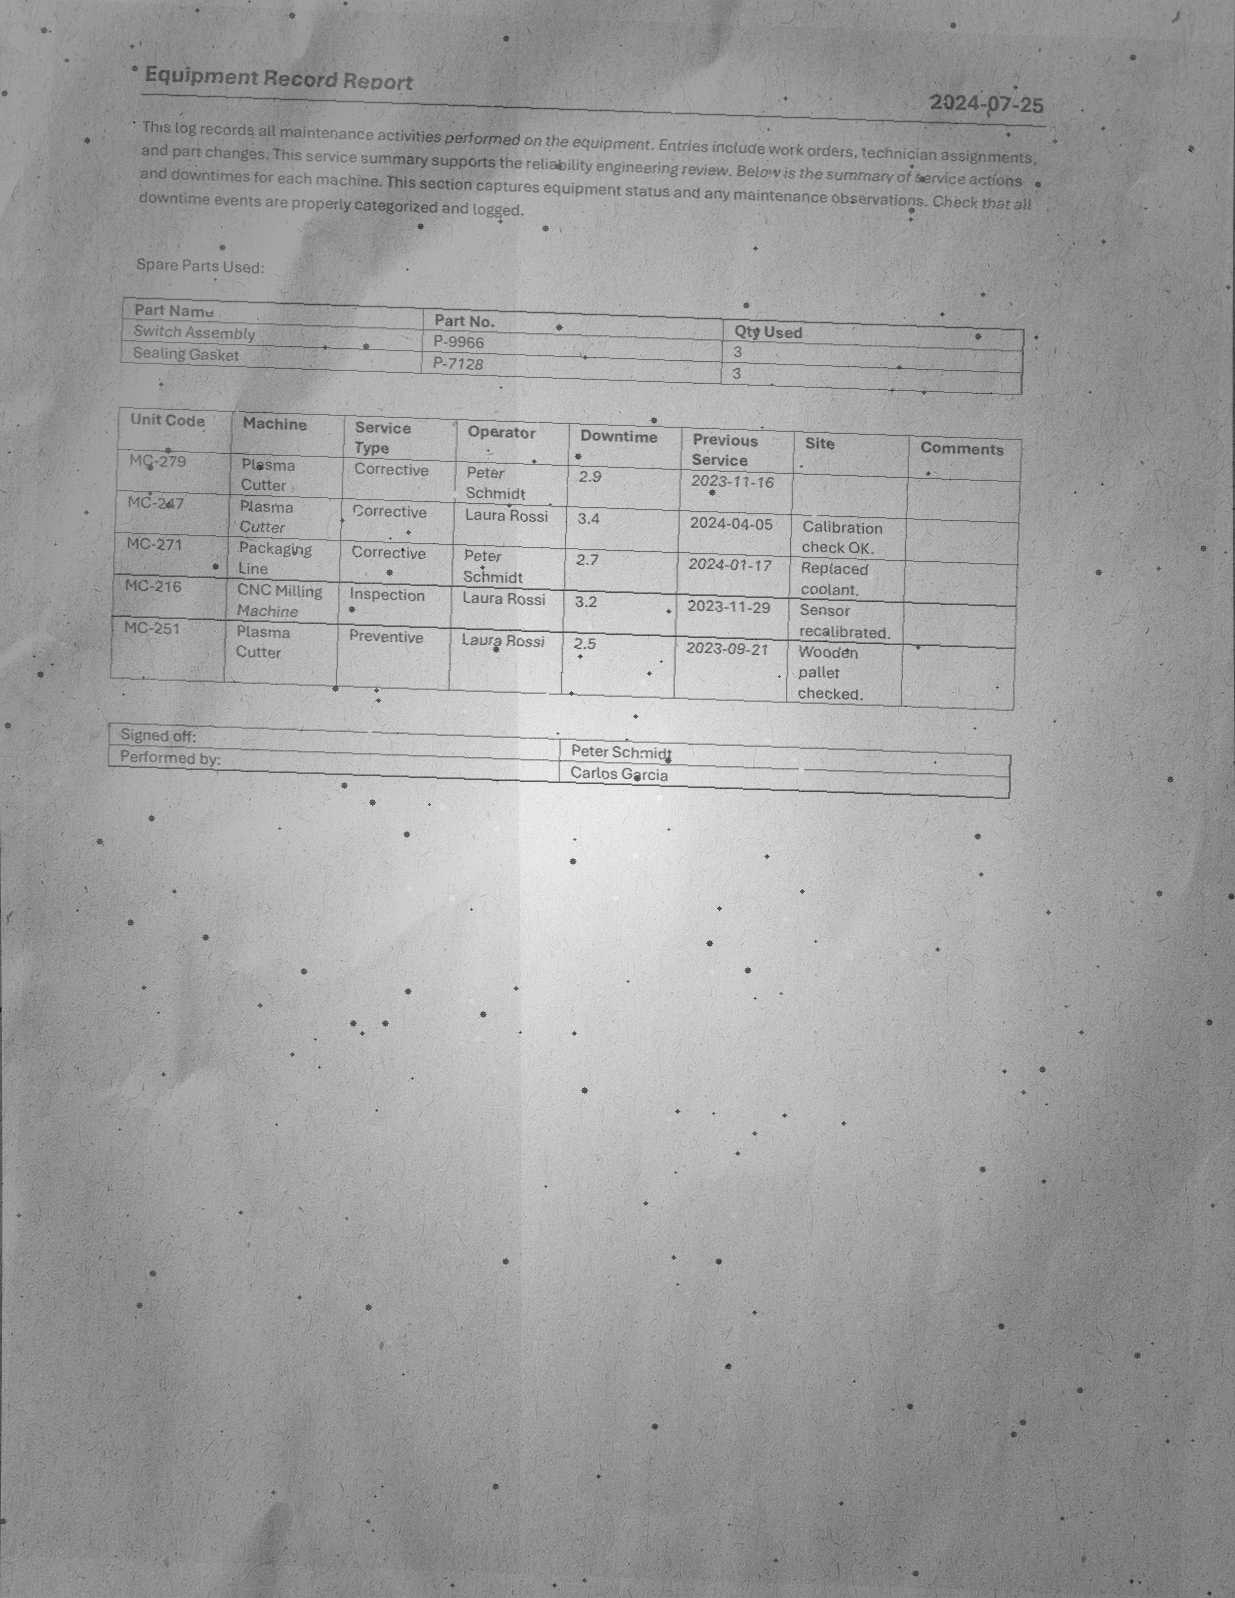 Equipment Record Report
2024-07-25
This log records all maintenance activities performed on the equipment. Entries include work orders, technician assignments,
and part changes. This service summary supports the reliability engineering review. Below is the summary of service actions
and downtimes for each machine. This section captures equipment status and any maintenance observations. Check that all
downtime events are properly categorized and logged.
Spare Parts Used:
Part Name Part No. Qty Used
Switch Assembly P-9966 3
Sealing Gasket P-7128 3
Unit Code Machine Service Type Operator Downtime Previous Service Site Comments
MC-279 Plasma Cutter Corrective Peter Schmidt 2.9 2023-11-16
MC-247 Plasma Cutter Corrective Laura Rossi 3.4 2024-04-05 Calibration check OK.
MC-271 Packaging Line Corrective Peter Schmidt 2.7 2024-01-17 Replaced coolant.
MC-216 CNC Milling Machine Inspection Laura Rossi 3.2 2023-11-29 Sensor recalibrated.
MC-251 Plasma Cutter Preventive Laura Rossi 2.5 2023-09-21 Wooden pallet checked.
Signed off: Peter Schmidt
Performed by: Carlos Garcia